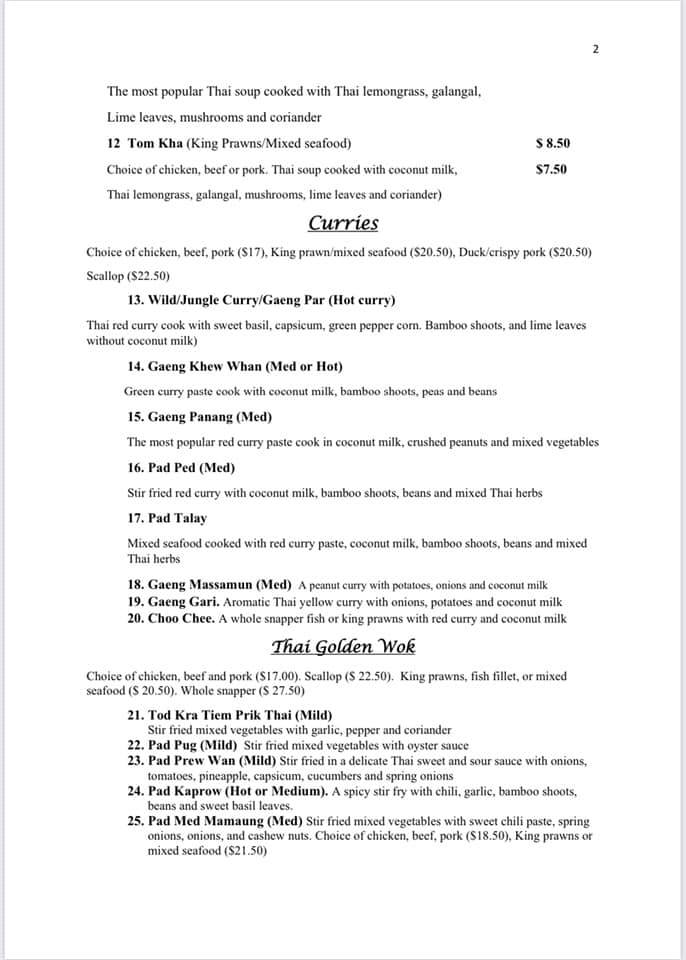 2
The most popular Thai soup cooked with Thai lemongrass, galangal,
Lime leaves, mushrooms and coriander
12 Tom Kha (King Prawns/Mixed seafood) $ 8.50
Choice of chicken, beef or pork. Thai soup cooked with coconut milk, $7.50
Thai lemongrass, galangal, mushrooms, lime leaves and coriander)
Curries
Choice of chicken, beef, pork ($17), King prawn/mixed seafood ($20.50), Duck/crispy pork ($20.50)
Scallop ($22.50)
13. Wild/Jungle Curry/Gaeng Par (Hot curry)
Thai red curry cook with sweet basil, capsicum, green pepper corn. Bamboo shoots, and lime leaves
without coconut milk)
14. Gaeng Khew Whan (Med or Hot)
Green curry paste cook with coconut milk, bamboo shoots, peas and beans
15. Gaeng Panang (Med)
The most popular red curry paste cook in coconut milk, crushed peanuts and mixed vegetables
16. Pad Ped (Med)
Stir fried red curry with coconut milk, bamboo shoots, beans and mixed Thai herbs
17. Pad Talay
Mixed seafood cooked with red curry paste, coconut milk, bamboo shoots, beans and mixed
Thai herbs
18. Gaeng Massamun (Med) A peanut curry with potatoes, onions and coconut milk
19. Gaeng Gari. Aromatic Thai yellow curry with onions, potatoes and coconut milk
20. Choo Chee. A whole snapper fish or king prawns with red curry and coconut milk
Thai Golden Wok
Choice of chicken, beef and pork ($17.00). Scallop ($ 22.50). King prawns, fish fillet, or mixed
seafood ($ 20.50). Whole snapper ($ 27.50)
21. Tod Kra Tiem Prik Thai (Mild)
Stir fried mixed vegetables with garlic, pepper and coriander
22. Pad Pug (Mild) Stir fried mixed vegetables with oyster sauce
23. Pad Prew Wan (Mild) Stir fried in a delicate Thai sweet and sour sauce with onions,
tomatoes, pineapple, capsicum, cucumbers and spring onions
24. Pad Kaprow (Hot or Medium). A spicy stir fry with chili, garlic, bamboo shoots,
beans and sweet basil leaves.
25. Pad Med Mamaung (Med) Stir fried mixed vegetables with sweet chili paste, spring
onions, onions, and cashew nuts. Choice of chicken, beef, pork ($18.50), King prawns or
mixed seafood ($21.50)